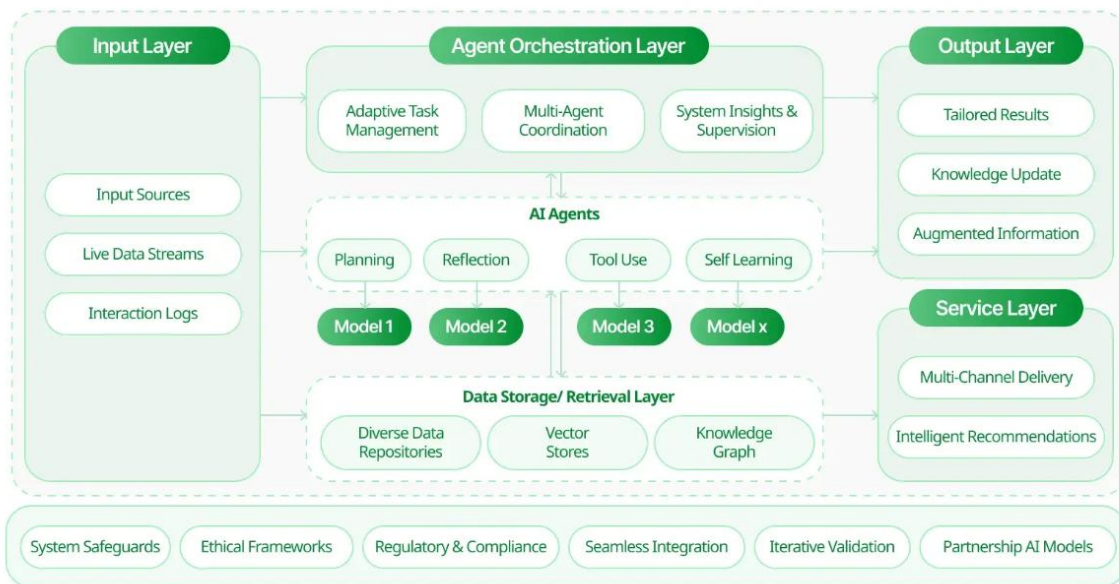 Input Layer
Input Sources
Live Data Streams
Interaction Logs
Agent Orchestration Layer
Adaptive Task
Management
Multi-Agent
Coordination
System Insights &
Supervision
AI Agents
Planning
Reflection
Tool Use
Self Learning
Model 1
Model 2
Model 3
Model x
Data Storage/ Retrieval Layer
Diverse Data
Repositories
Vector
Stores
Knowledge
Graph
Output Layer
Tailored Results
Knowledge Update
Augmented Information
Service Layer
Multi-Channel Delivery
Intelligent Recommendations
System Safeguards
Ethical Frameworks
Regulatory & Compliance
Seamless Integration
Iterative Validation
Partnership AI Models